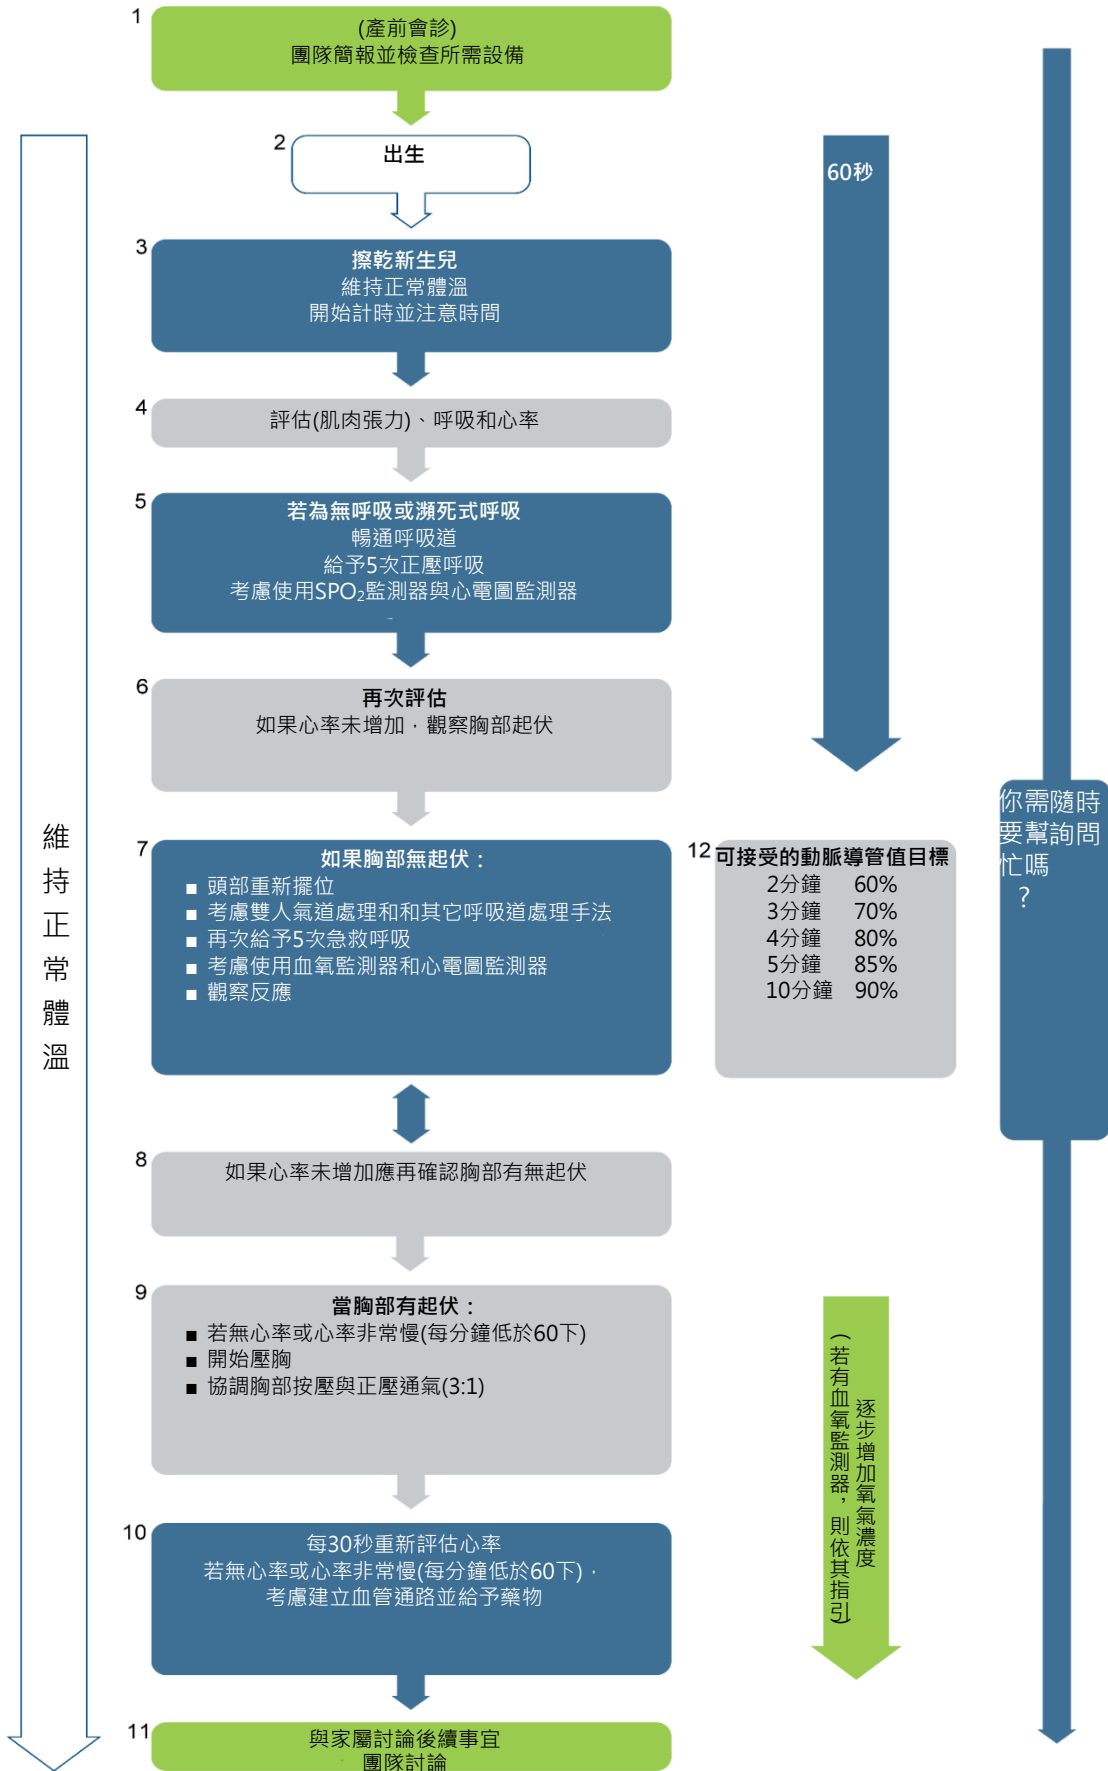 1
(產前會診)
團隊簡報並檢查所需設備
2
出生
60秒
3
擦乾新生兒
維持正常體溫
開始計時並注意時間
4
評估(肌肉張力)、呼吸和心率
5
若為無呼吸或瀕死式呼吸
暢通呼吸道
給予5次正壓呼吸
考慮使用SPO₂監測器與心電圖監測器
6
再次評估
如果心率未增加，觀察胸部起伏
維持正常體溫
7
如果胸部無起伏：
■ 頭部重新擺位
■ 考慮雙人氣道處理和和其它呼吸道處理手法
■ 再次給予5次急救呼吸
■ 考慮使用血氧監測器和心電圖監測器
■ 觀察反應
12
可接受的動脈導管值目標
2分鐘 60%
3分鐘 70%
4分鐘 80%
5分鐘 85%
10分鐘 90%
你需隨時
要幫詢問
忙嗎
？
8
如果心率未增加應再確認胸部有無起伏
9
當胸部有起伏：
■ 若無心率或心率非常慢(每分鐘低於60下)
■ 開始壓胸
■ 協調胸部按壓與正壓通氣(3:1)
逐步增加氧氣濃度
(若有血氧監測器，則依其指引)
10
每30秒重新評估心率
若無心率或心率非常慢(每分鐘低於60下)，
考慮建立血管通路並給予藥物
11
與家屬討論後續事宜
團隊討論